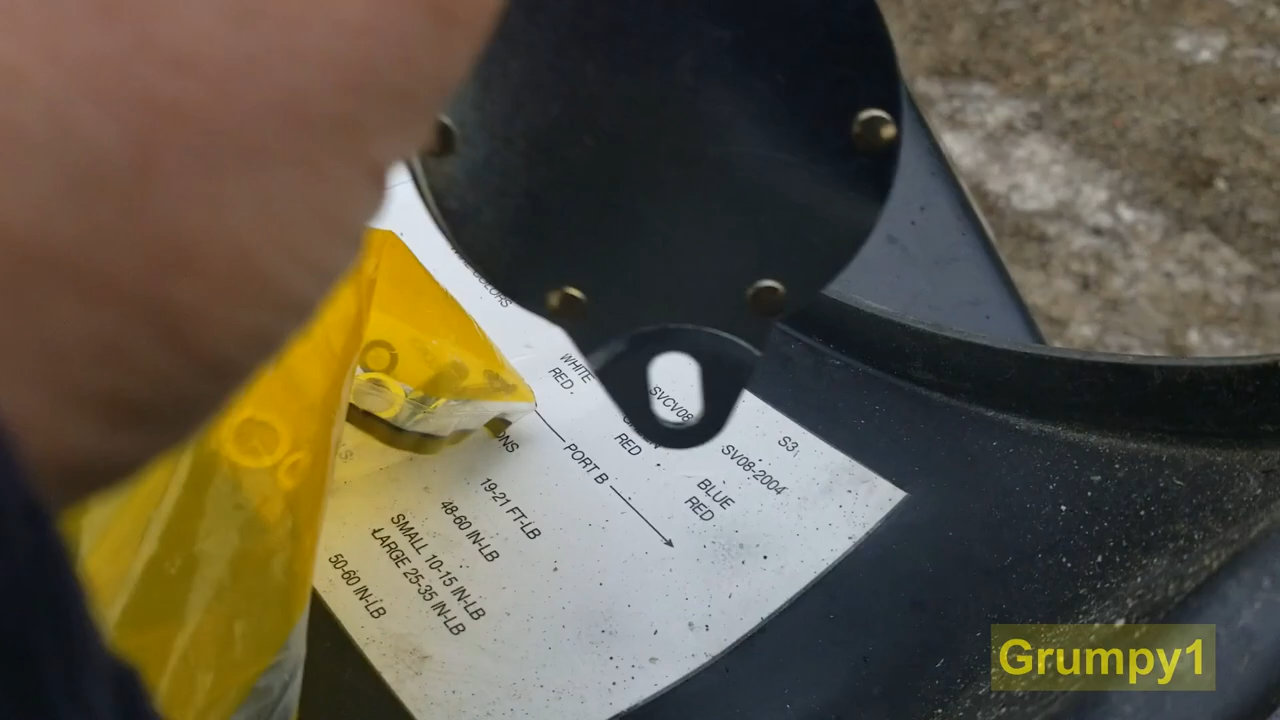 COLORS
WHITE
RED.
SVCV08
RED
S3
SV08-2004
BLUE
RED
PORT B
19-21 FT-LB
48-60 IN-LB
SMALL 10-15 IN-LB
LARGE 25-35 IN-LB
50-60 IN-LB
Grumpy1